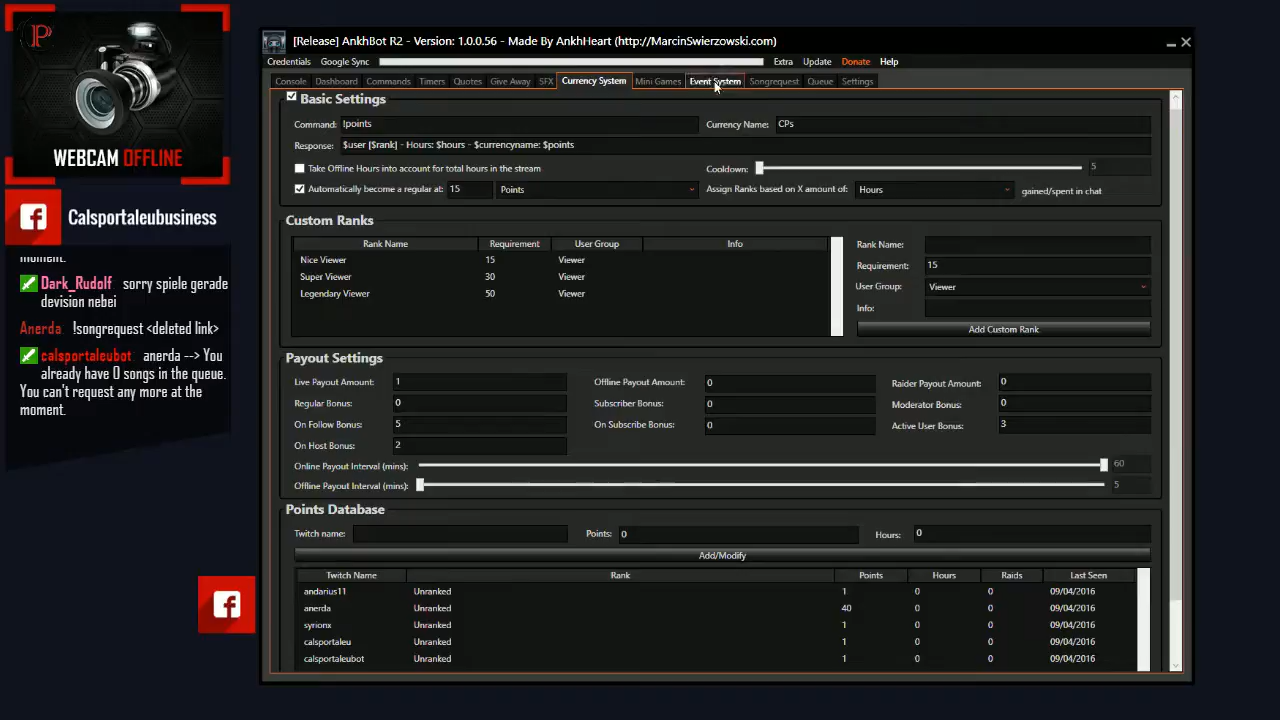 WEBCAM OFFLINE
Calsportaleubusiness
moment.
Dark_Rudolf sorry spiele gerade
devision nebei
Anerda !songrequest <deleted link>
calsportaleubot anerda --> You
already have 0 songs in the queue.
You can't request any more at the
moment.
[Release] AnkhBot R2 - Version: 1.0.0.56 - Made By AnkhHeart (http://MarcinSwierzowski.com)
Credentials Google Sync Extra Update Donate Help
Console Dashboard Commands Timers Quotes Give Away SFX Currency System Mini Games Event System Songrequest Queue Settings
Basic Settings
Command: !points Currency Name: CPs
Response: $user [$rank] - Hours: $hours - $currencyname: $points
Take Offline Hours into account for total hours in the stream Cooldown: 5
Automatically become a regular at: 15 Points Assign Ranks based on X amount of: Hours gained/spent in chat
Custom Ranks
Rank Name Requirement User Group Info
Nice Viewer 15 Viewer
Super Viewer 30 Viewer
Legendary Viewer 50 Viewer
Rank Name:
Requirement: 15
User Group: Viewer
Info:
Add Custom Rank
Payout Settings
Live Payout Amount: 1 Offline Payout Amount: 0 Raider Payout Amount: 0
Regular Bonus: 0 Subscriber Bonus: 0 Moderator Bonus: 0
On Follow Bonus: 5 On Subscribe Bonus: 0 Active User Bonus: 3
On Host Bonus: 2
Online Payout Interval (mins): 60
Offline Payout Interval (mins): 5
Points Database
Twitch name: Points: 0 Hours: 0
Add/Modify
Twitch Name Rank Points Hours Raids Last Seen
andarius11 Unranked 1 0 0 09/04/2016
anerda Unranked 40 0 0 09/04/2016
syrionx Unranked 1 0 0 09/04/2016
calsportaleu Unranked 1 0 0 09/04/2016
calsportaleubot Unranked 1 0 0 09/04/2016